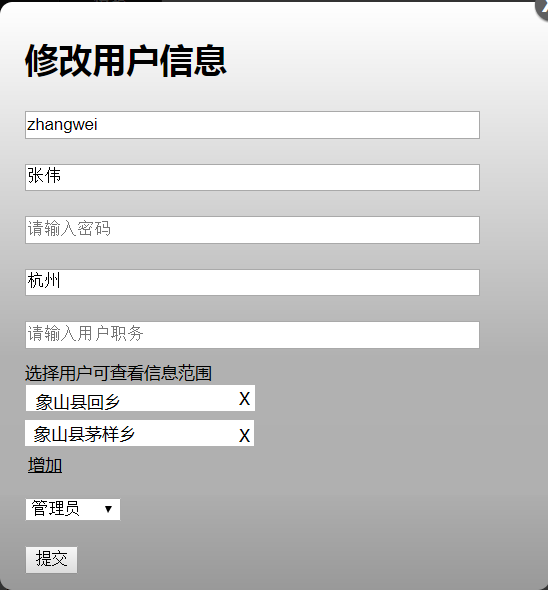 修改用户信息
zhangwei
张伟
请输入密码
杭州
请输入用户职务
选择用户可查看信息范围
象山县回乡 X
象山县茅样乡 X
增加
管理员 ▼
提交